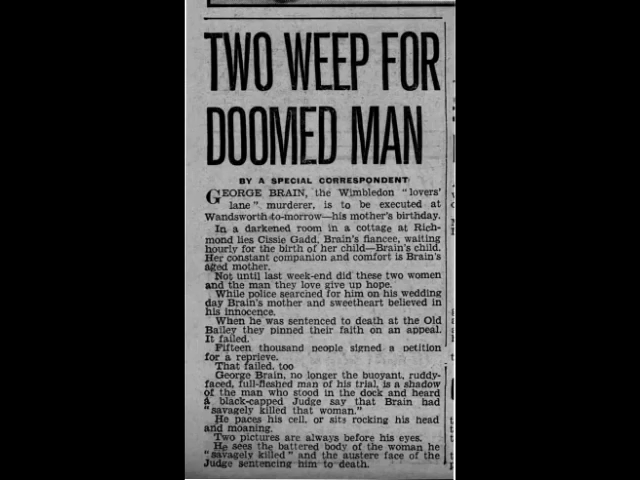 TWO WEEP FOR
DOOMED MAN
BY A SPECIAL CORRESPONDENT
GEORGE BRAIN, the Wimbledon "lovers'
lane" murderer, is to be executed at
Wandsworth to-morrow—his mother's birthday.
In a darkened room in a cottage at Rich-
mond lies Cissie Gadd, Brain's fiancee, waiting
hourly for the birth of her child—Brain's child.
Her constant companion and comfort is Brain's
aged mother.
Not until last week-end did these two women
and the man they love give up hope.
While police searched for him on his wedding
day Brain's mother and sweetheart believed in
his innocence.
When he was sentenced to death at the Old
Bailey they pinned their faith on an appeal.
It failed.
Fifteen thousand people signed a petition
for a reprieve.
That failed, too
George Brain, no longer the buoyant, ruddy-
faced, full-fleshed man of his trial, is a shadow
of the man who stood in the dock and heard
a black-capped Judge say that Brain had
"savagely killed that woman."
He paces his cell, or sits rocking his head
and moaning.
Two pictures are always before his eyes.
He sees the battered body of the woman he
"savagely killed" and the austere face of the
Judge sentencing him to death.